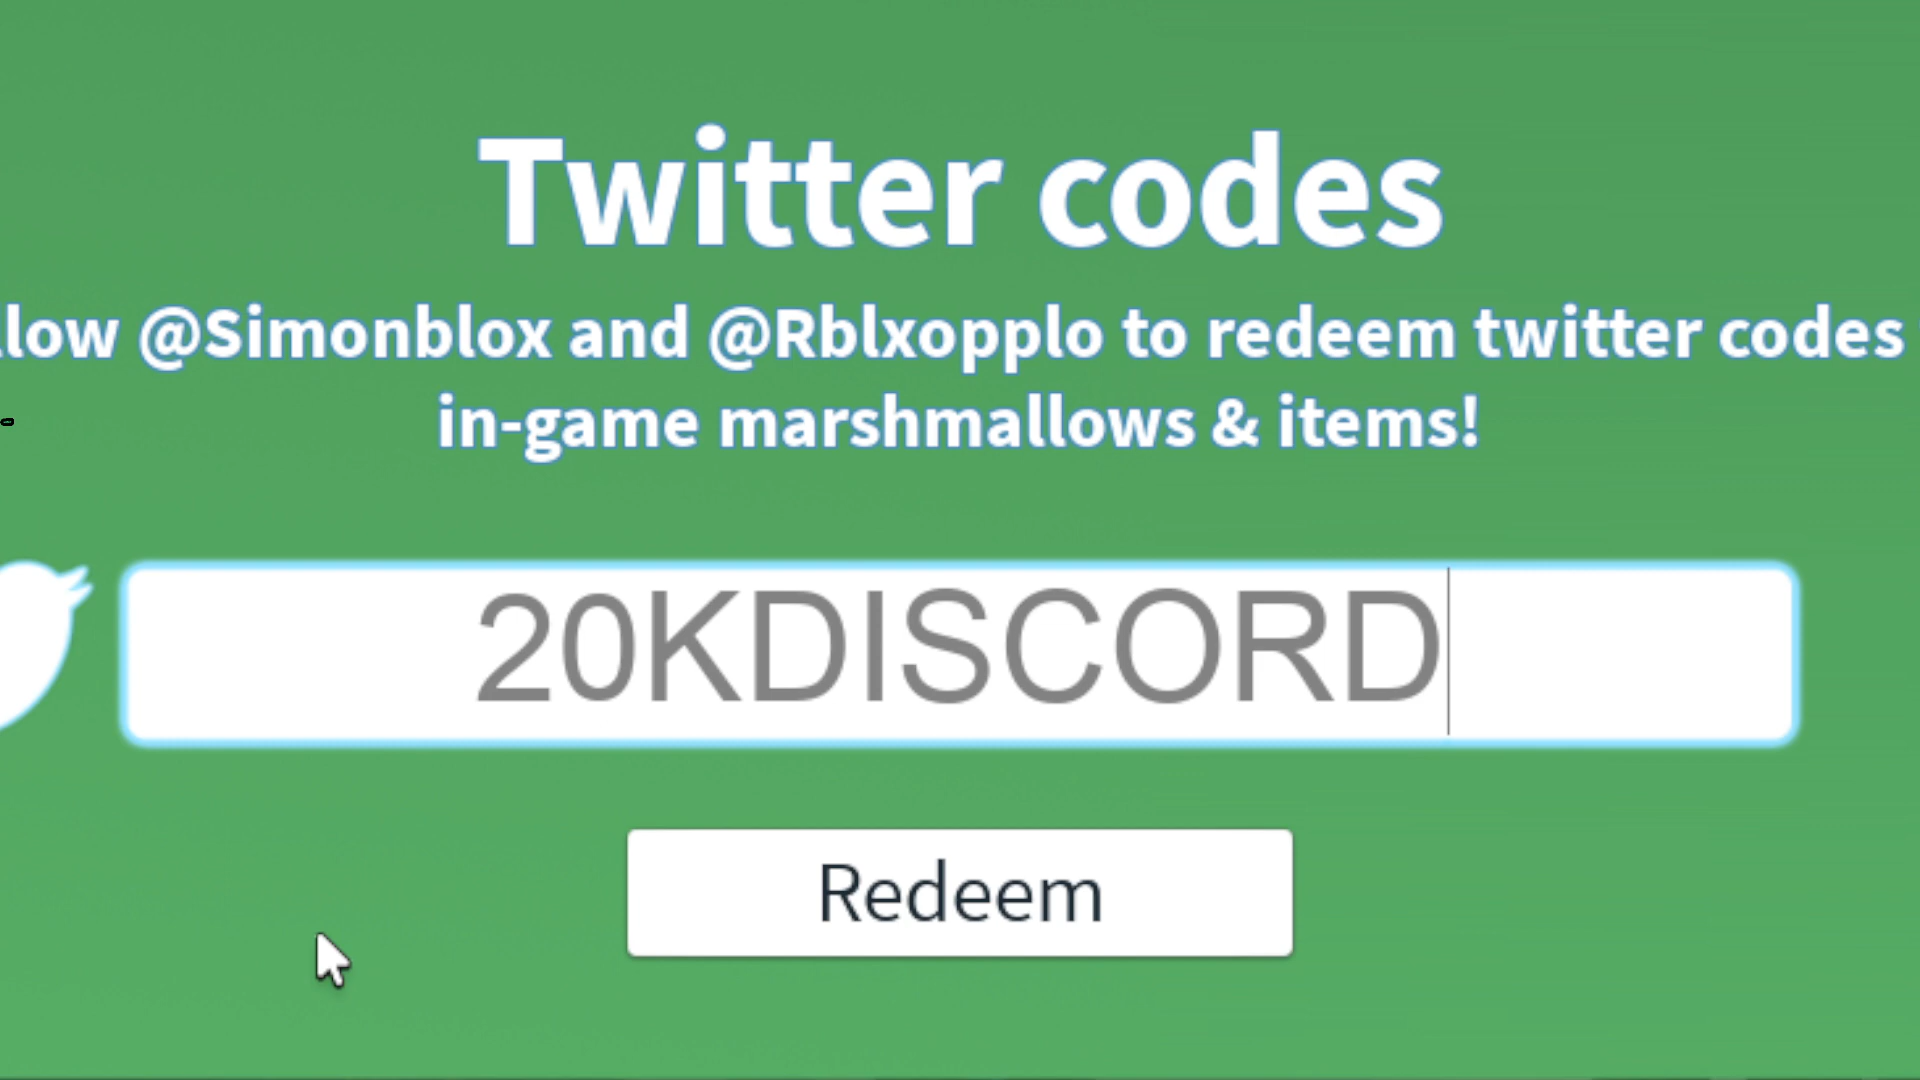 Twitter codes
llow @Simonblox and @Rblxopplo to redeem twitter codes
in-game marshmallows & items!
20KDISCORD
Redeem